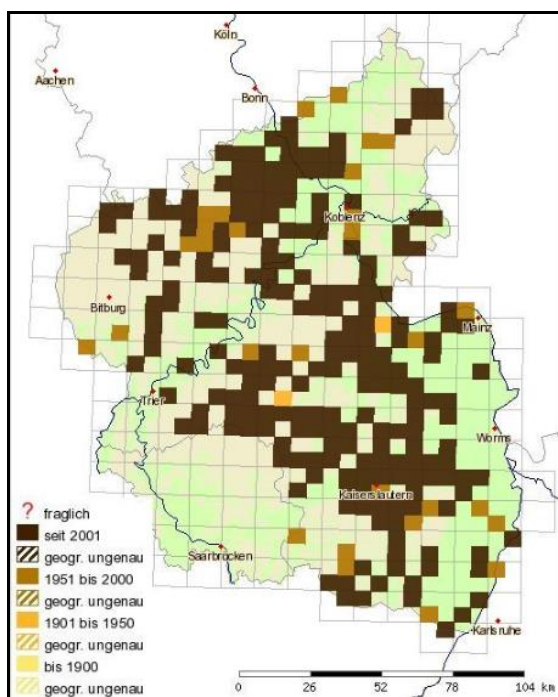 Köln
Aachen
Bonn
Koblenz
Bitburg
Mainz
Trier
Worms
Kaiserslautern
Saarbrücken
Karlsruhe
? fraglich
seit 2001
geogr. ungenau
1951 bis 2000
geogr. ungenau
1901 bis 1950
geogr. ungenau
bis 1900
geogr. ungenau
0 26 52 78 104 km